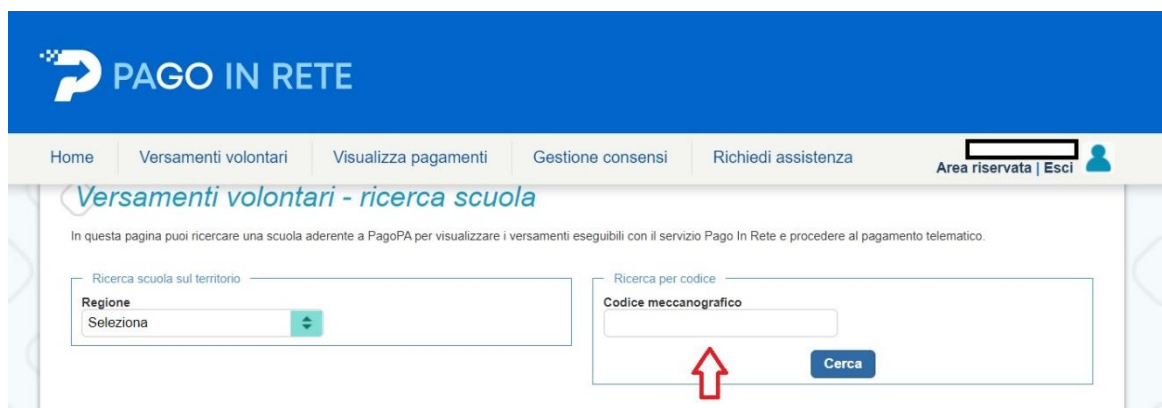 PAGO IN RETE
Home Versamenti volontari Visualizza pagamenti Gestione consensi Richiedi assistenza Area riservata | Esci
Versamenti volontari - ricerca scuola
In questa pagina puoi ricercare una scuola aderente a PagoPA per visualizzare i versamenti eseguibili con il servizio Pago In Rete e procedere al pagamento telematico.
Ricerca scuola sul territorio
Regione
Seleziona
Ricerca per codice
Codice meccanografico
Cerca